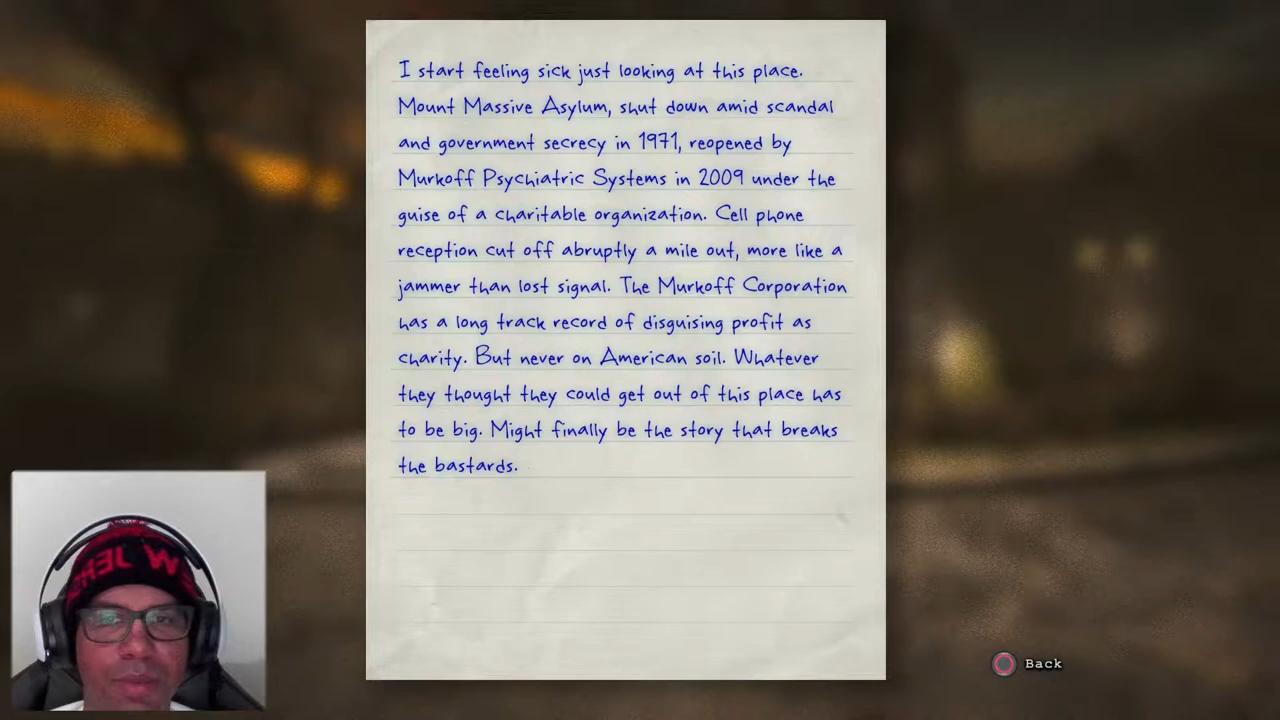 I start feeling sick just looking at this place.
Mount Massive Asylum, shut down amid scandal
and government secrecy in 1971, reopened by
Murkoff Psychiatric Systems in 2009 under the
guise of a charitable organization. Cell phone
reception cut off abruptly a mile out, more like a
jammer than lost signal. The Murkoff Corporation
has a long track record of disguising profit as
charity. But never on American soil. Whatever
they thought they could get out of this place has
to be big. Might finally be the story that breaks
the bastards.
Back